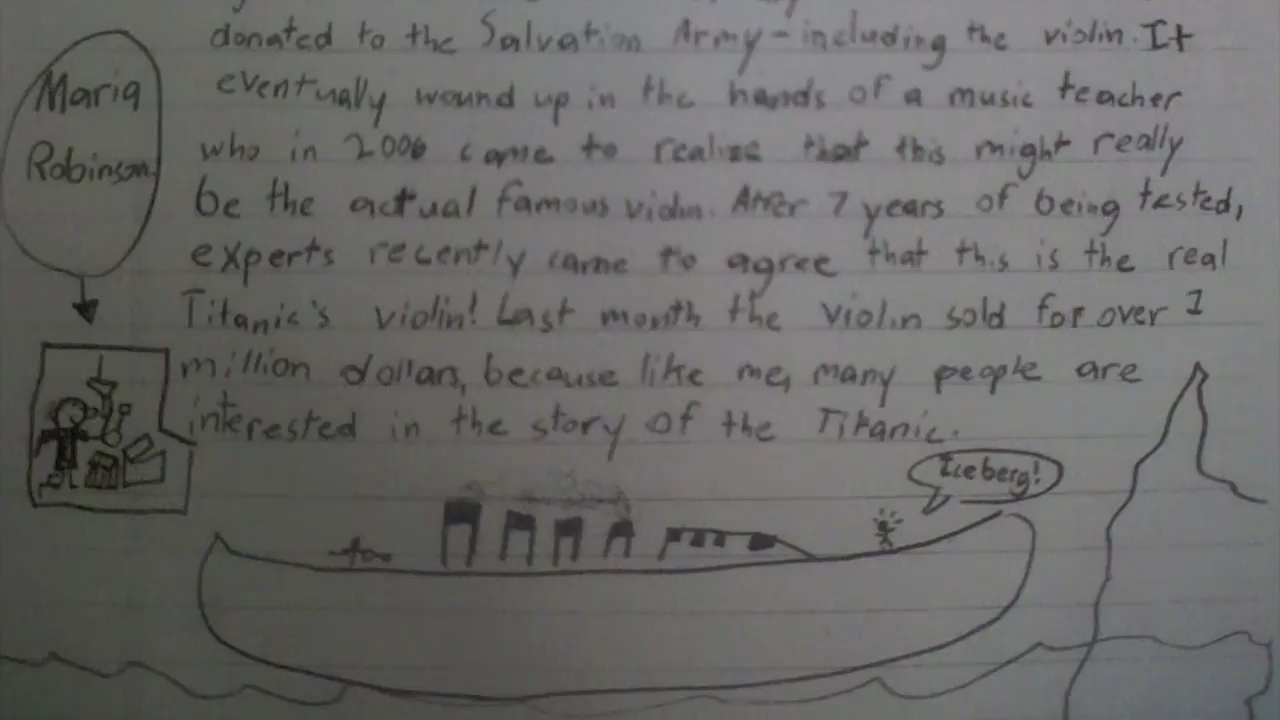 donated to the Salvation Army-including the violin. It
eventually wound up in the hands of a music teacher
who in 2006 came to realize that this might really
be the actual famous violin. After 7 years of being tested,
experts recently came to agree that this is the real
Titanic's violin! Last month the violin sold for over 1
million dollars, because like me, many people are
interested in the story of the Titanic.
Maria
Robinson
Iceberg!